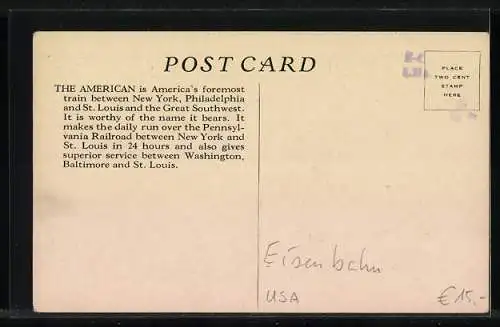 POST CARD
PLACE
TWO CENT
STAMP
HERE
THE AMERICAN is America's foremost
train between New York, Philadelphia
and St. Louis and the Great Southwest.
It is worthy of the name it bears. It
makes the daily run over the Pennsyl-
vania Railroad between New York and
St. Louis in 24 hours and also gives
superior service between Washington,
Baltimore and St. Louis.
Eisenbahn
USA
€15,-